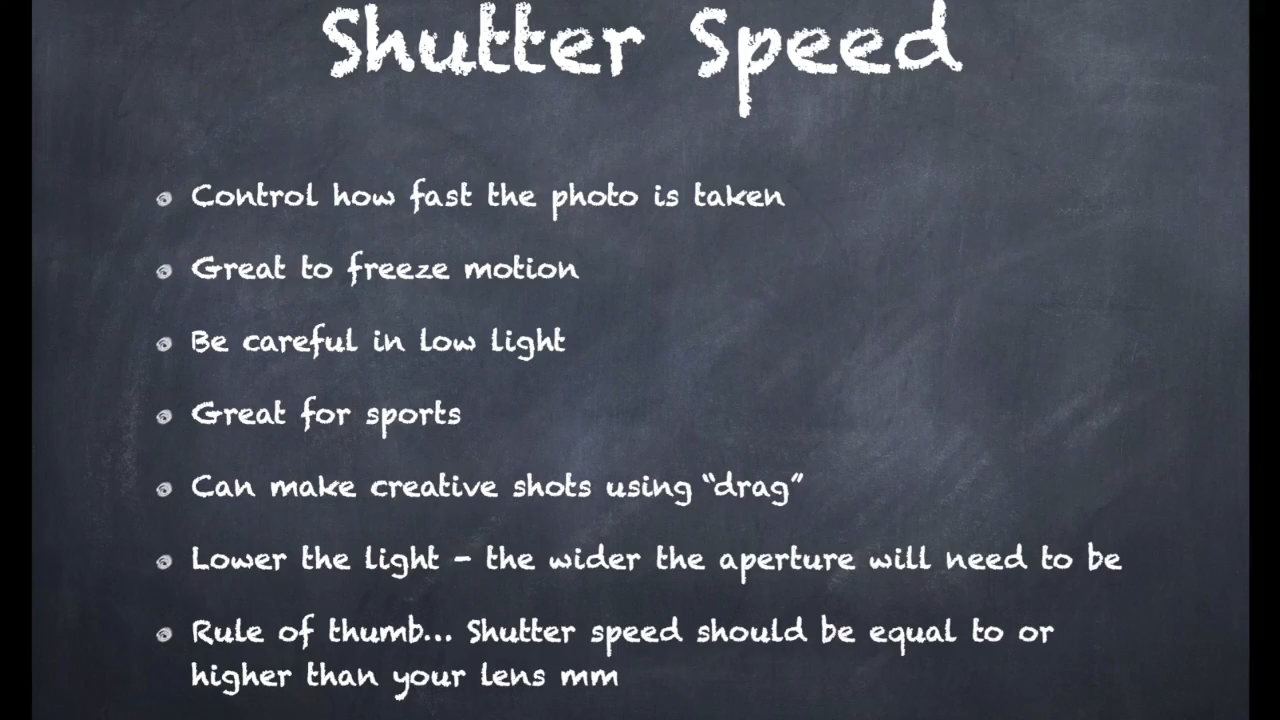 Shutter Speed
Control how fast the photo is taken
Great to freeze motion
Be careful in low light
Great for sports
Can make creative shots using “drag”
Lower the light - the wider the aperture will need to be
Rule of thumb... Shutter speed should be equal to or
higher than your lens mm